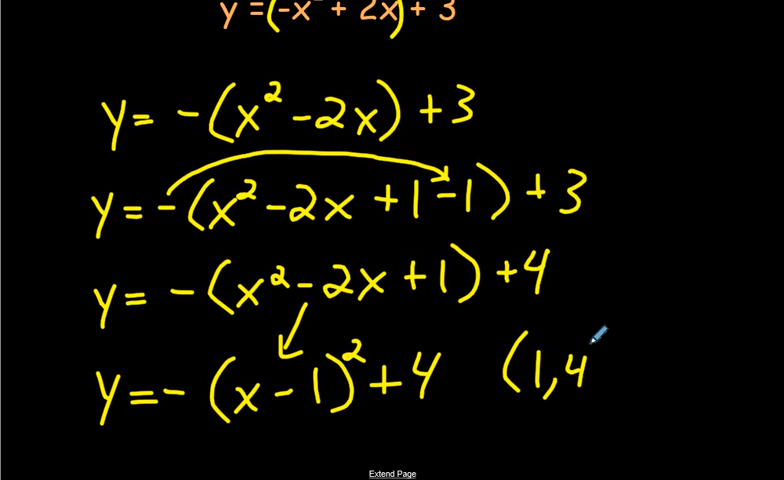 y = (-x² + 2x) + 3
y = -(x² - 2x) + 3
y = -(x² - 2x + 1 - 1) + 3
y = -(x² - 2x + 1) + 4
y = -(x - 1)² + 4 (1, 4
Extend Page